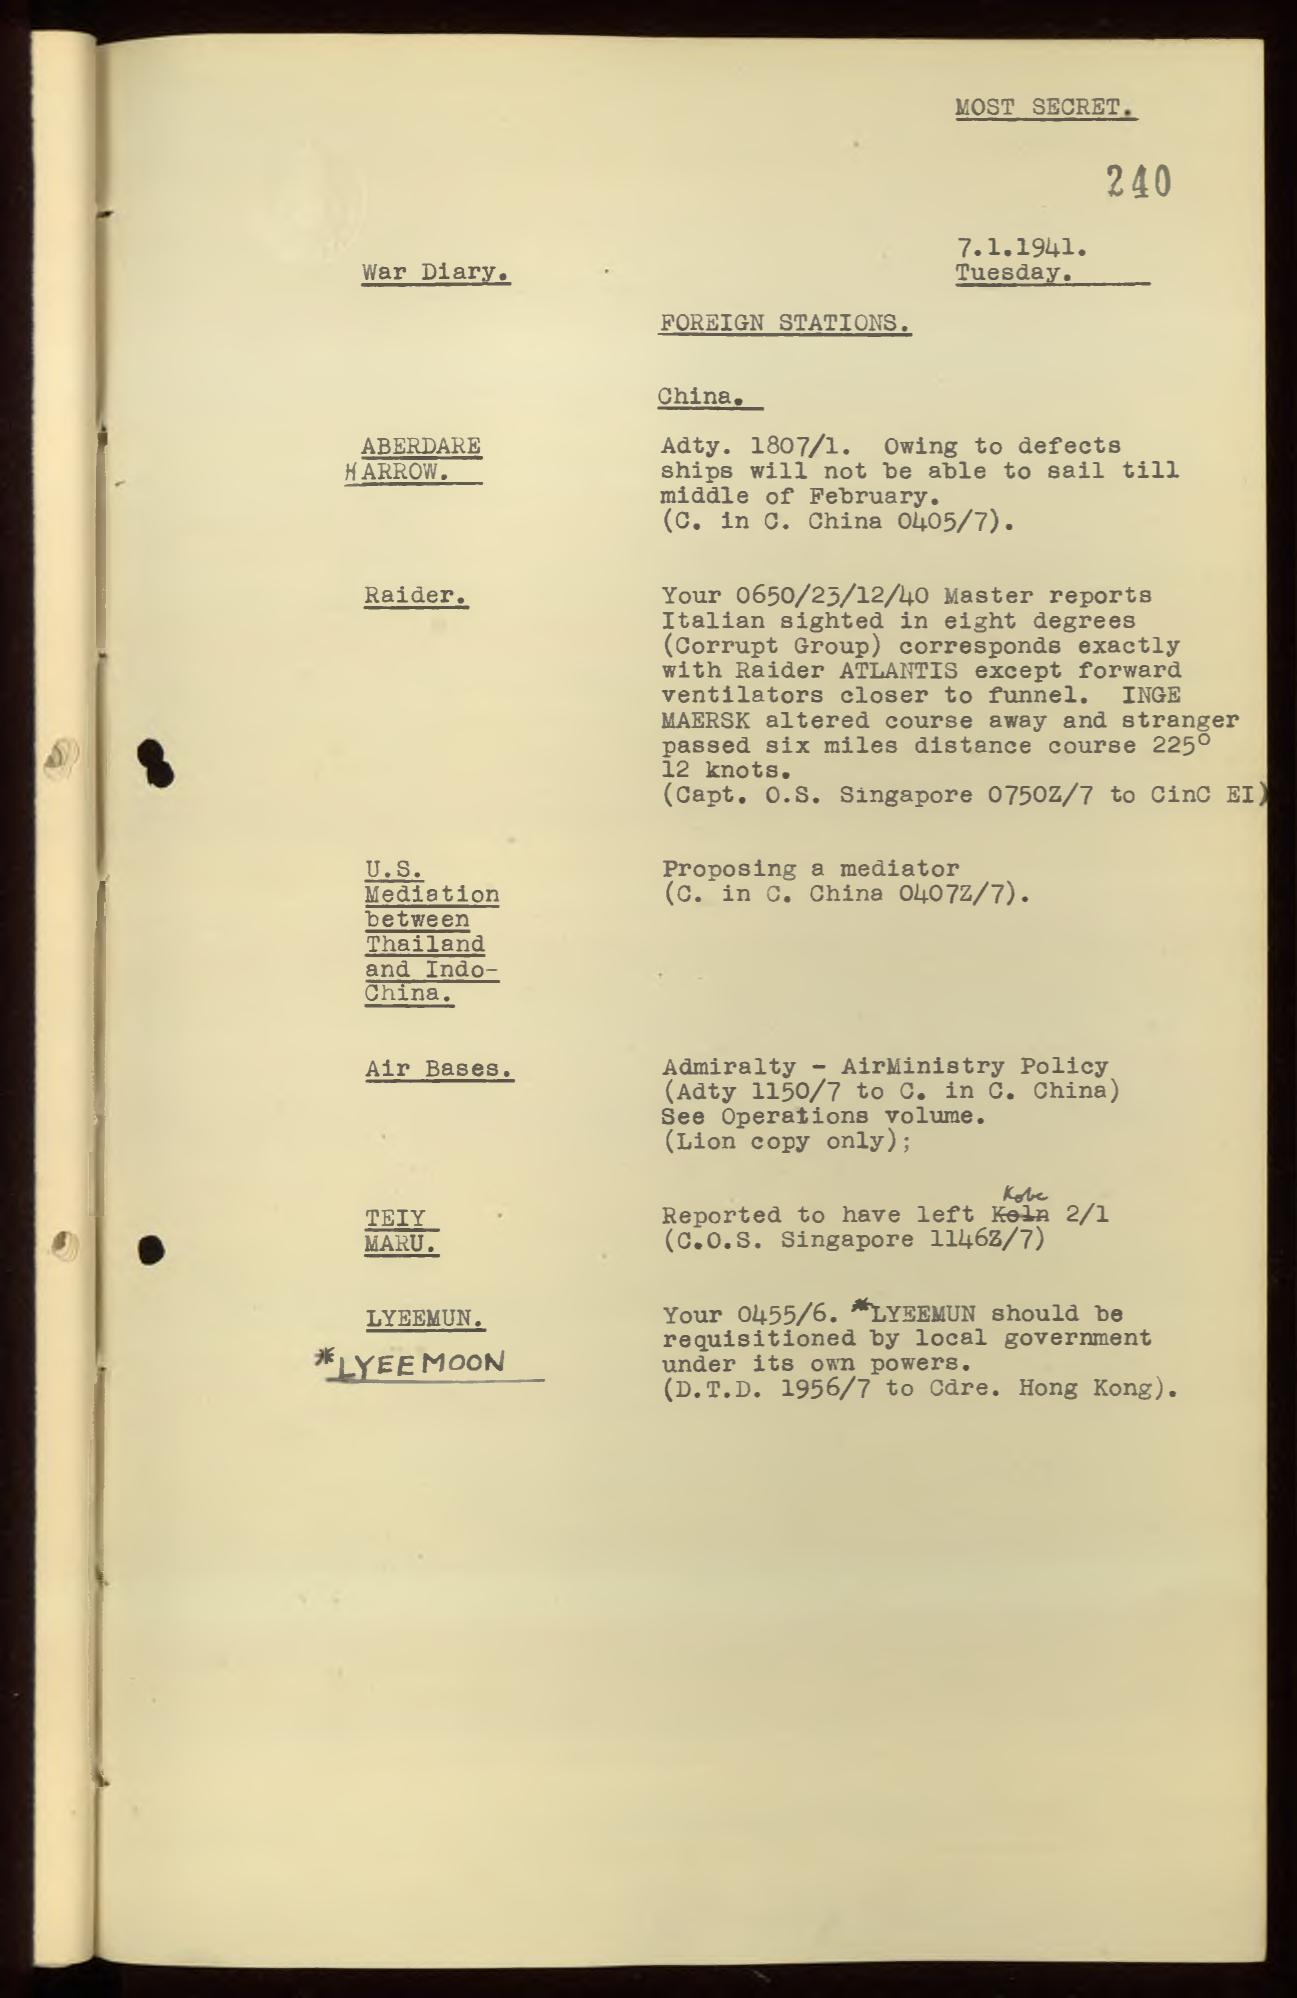 MOST SECRET.
240
7.1.1941.
War Diary.
Tuesday.
FOREIGN STATIONS.
China.
ABERDARE
HARROW.
Adty. 1807/1. Owing to defects
ships will not be able to sail till
middle of February.
(C. in C. China 0405/7).
Raider.
Your 0650/23/12/40 Master reports
Italian sighted in eight degrees
(Corrupt Group) corresponds exactly
with Raider ATLANTIS except forward
ventilators closer to funnel. INGE
MAERSK altered course away and stranger
passed six miles distance course 225°
12 knots.
(Capt. O.S. Singapore 0750Z/7 to CinC EI)
U.S.
Mediation
between
Thailand
and Indo-
China.
Proposing a mediator
(C. in C. China 0407Z/7).
Air Bases.
Admiralty - AirMinistry Policy
(Adty 1150/7 to C. in C. China)
See Operations volume.
(Lion copy only);
TEIY
MARU.
Kobe
Reported to have left Koln 2/1
(C.O.S. Singapore 1146Z/7)
LYEEMUN.
*LYEEMOON
Your 0455/6. *LYEEMUN should be
requisitioned by local government
under its own powers.
(D.T.D. 1956/7 to Cdre. Hong Kong).